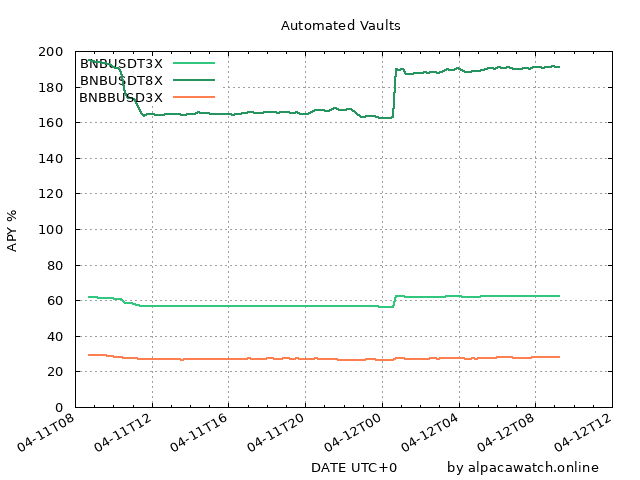 Automated Vaults
BNBUSDT3X
BNBUSDT8X
BNBBUSD3X
200
180
160
140
120
100
80
60
40
20
0
APY %
04-11T08
04-11T12
04-11T16
04-11T20
04-12T00
04-12T04
04-12T08
04-12T12
DATE UTC+0
by alpacawatch.online